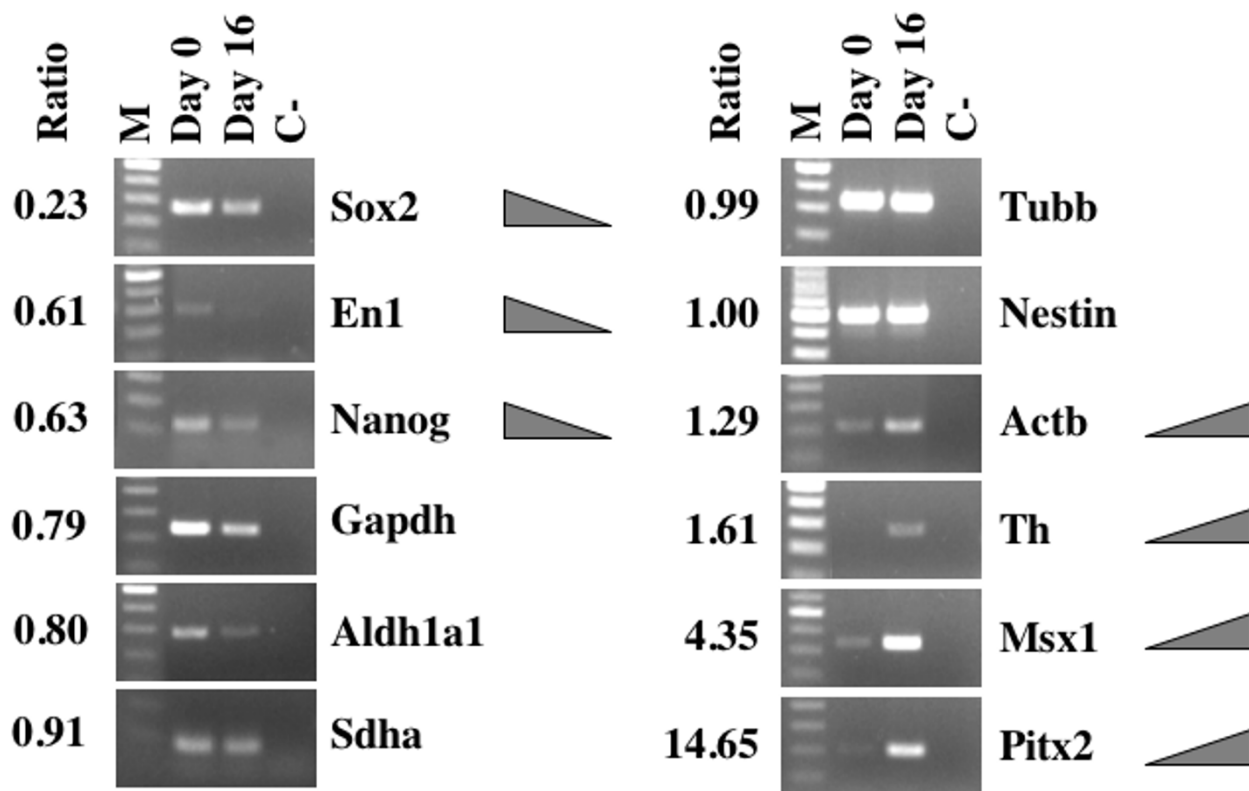 Ratio M Day 0 Day 16 C-
0.23 Sox2
0.61 En1
0.63 Nanog
0.79 Gapdh
0.80 Aldh1a1
0.91 Sdha
Ratio M Day 0 Day 16 C-
0.99 Tubb
1.00 Nestin
1.29 Actb
1.61 Th
4.35 Msx1
14.65 Pitx2